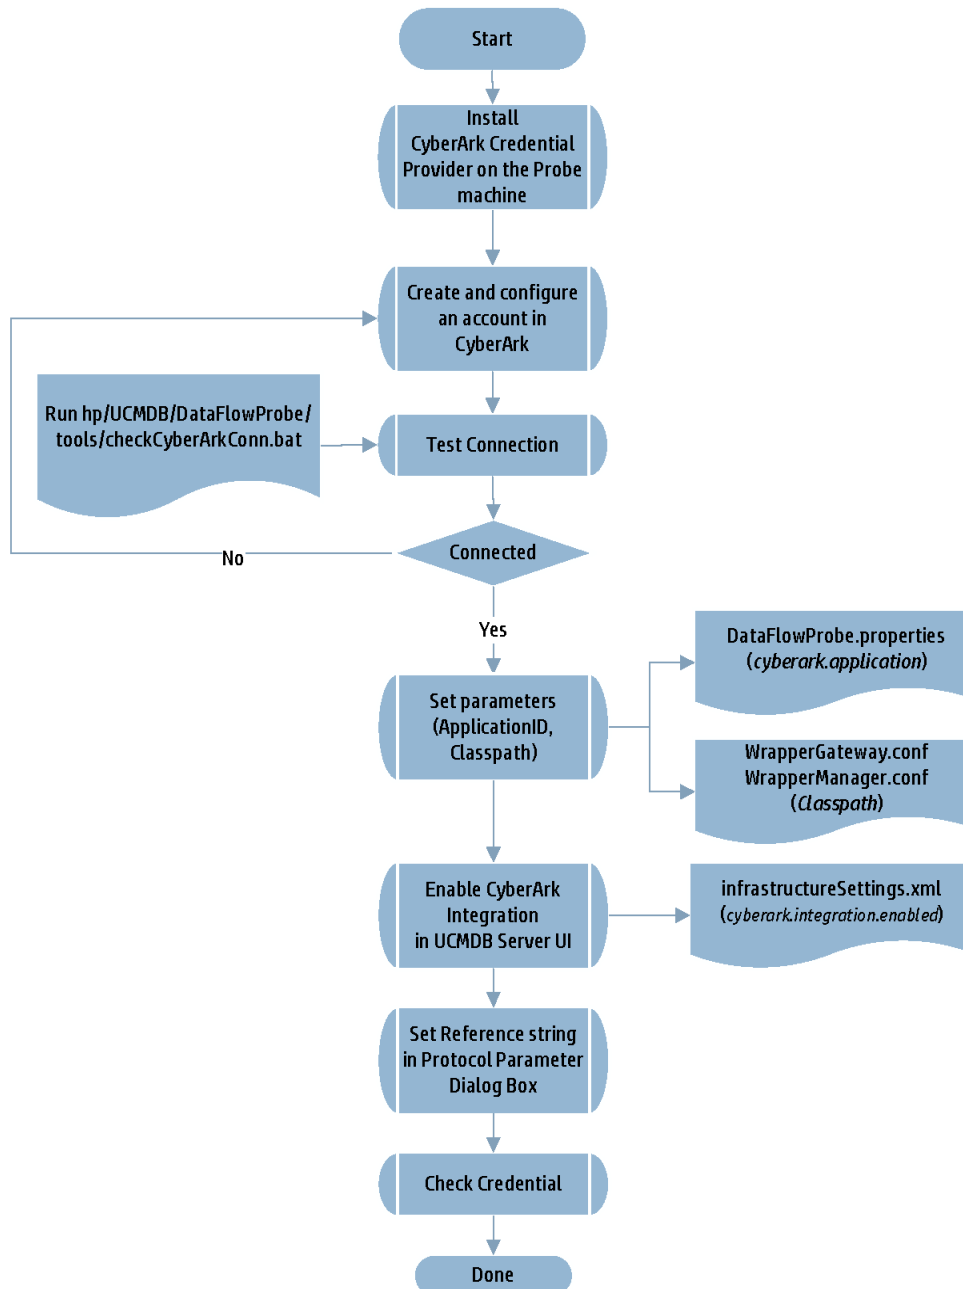 Start
Install
CyberArk Credential
Provider on the Probe
machine
Create and configure
an account in
CyberArk
Run hp/UCMDB/DataFlowProbe/
tools/checkCyberArkConn.bat
Test Connection
Connected
No
Yes
DataFlowProbe.properties
(cyberark.application)
Set parameters
(ApplicationID,
Classpath)
WrapperGateway.conf
WrapperManager.conf
(Classpath)
Enable CyberArk
Integration
in UCMDB Server UI
infrastructureSettings.xml
(cyberark.integration.enabled)
Set Reference string
in Protocol Parameter
Dialog Box
Check Credential
Done